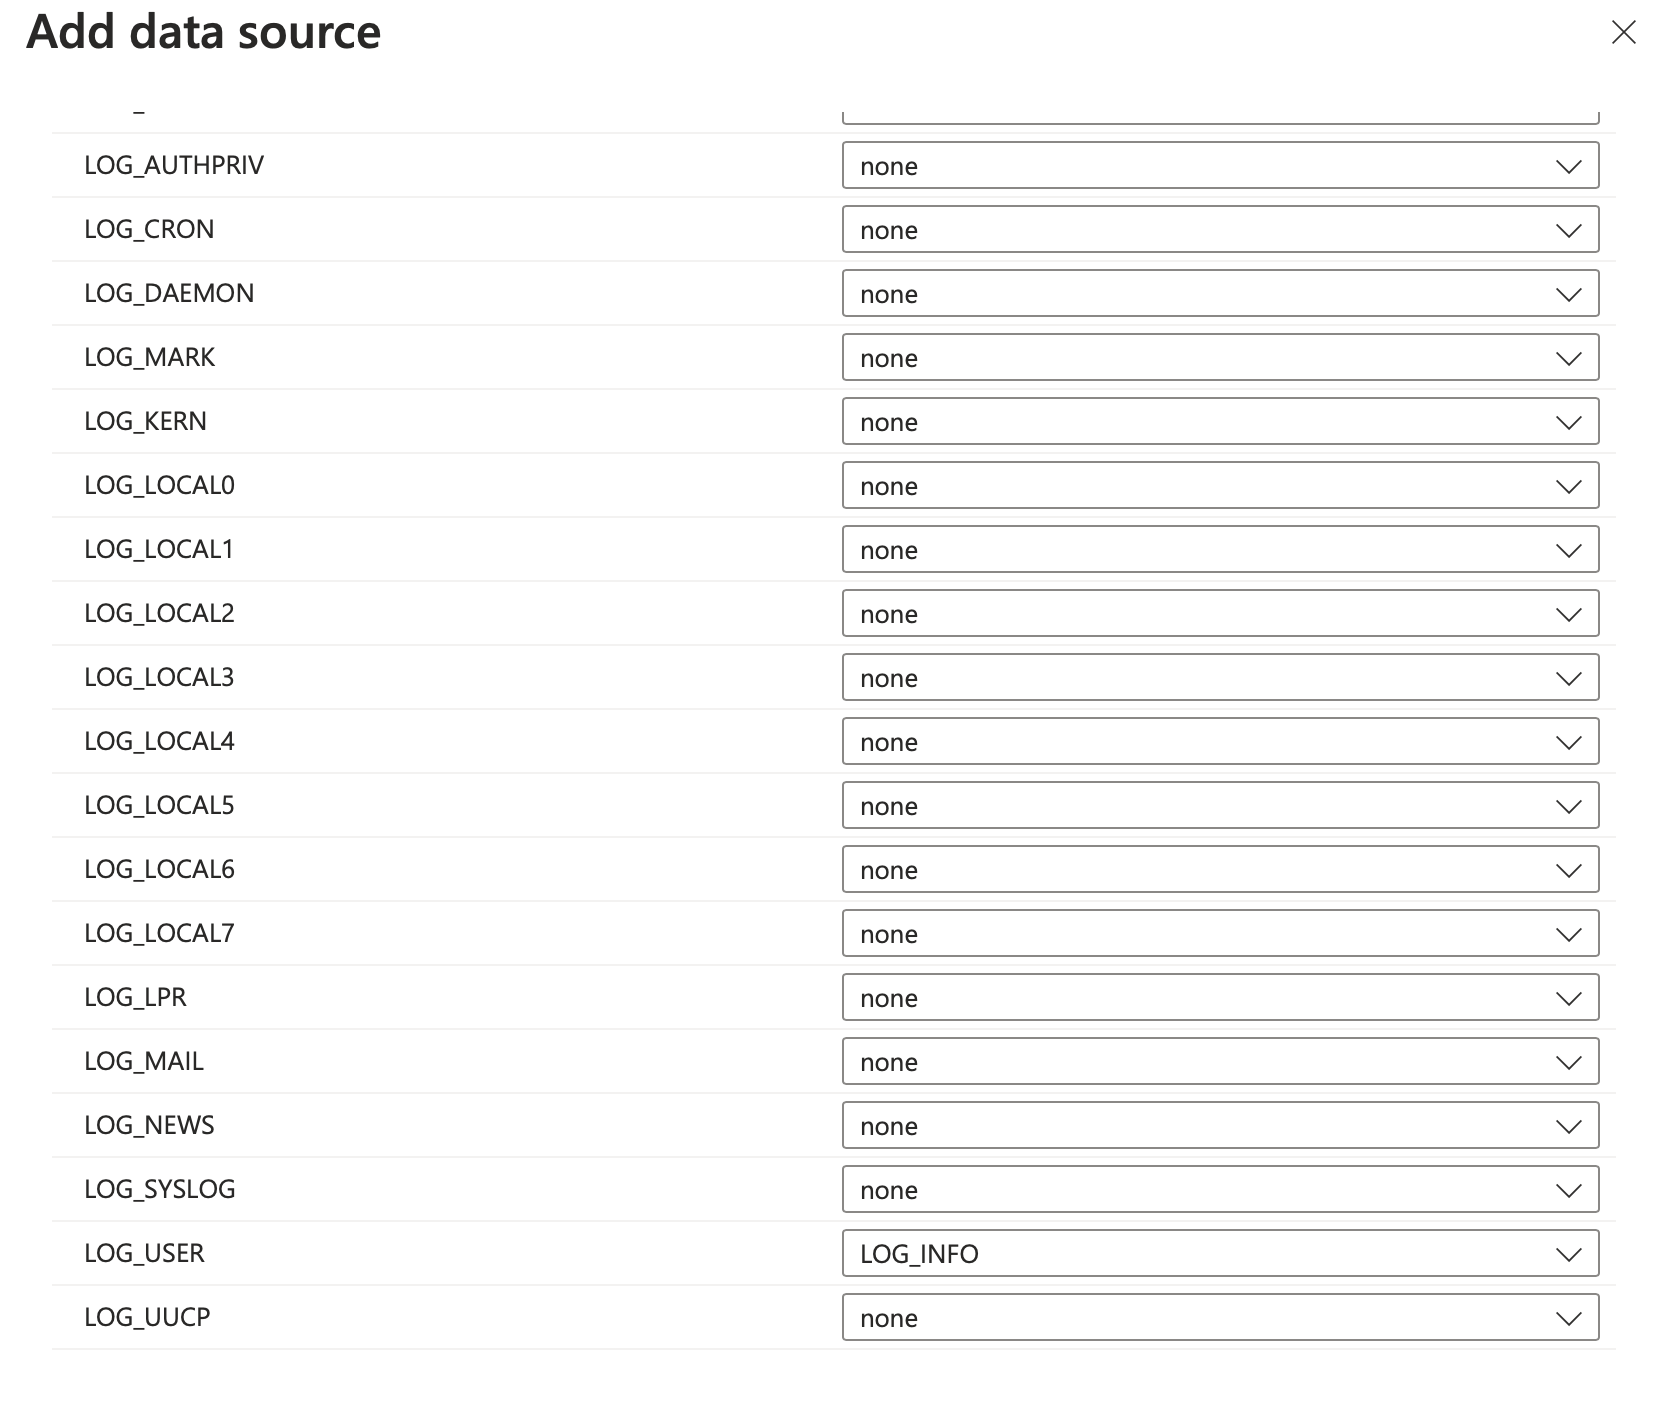 Add data source
LOG_AUTHPRIV none
LOG_CRON none
LOG_DAEMON none
LOG_MARK none
LOG_KERN none
LOG_LOCAL0 none
LOG_LOCAL1 none
LOG_LOCAL2 none
LOG_LOCAL3 none
LOG_LOCAL4 none
LOG_LOCAL5 none
LOG_LOCAL6 none
LOG_LOCAL7 none
LOG_LPR none
LOG_MAIL none
LOG_NEWS none
LOG_SYSLOG none
LOG_USER LOG_INFO
LOG_UUCP none